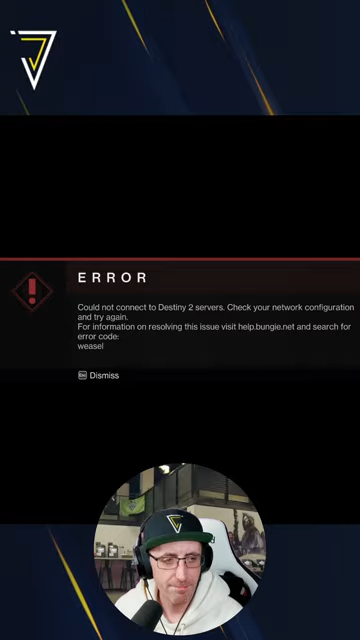 ERROR
Could not connect to Destiny 2 servers. Check your network configuration
and try again.
For information on resolving this issue visit help.bungie.net and search for
error code:
weasel
Dismiss